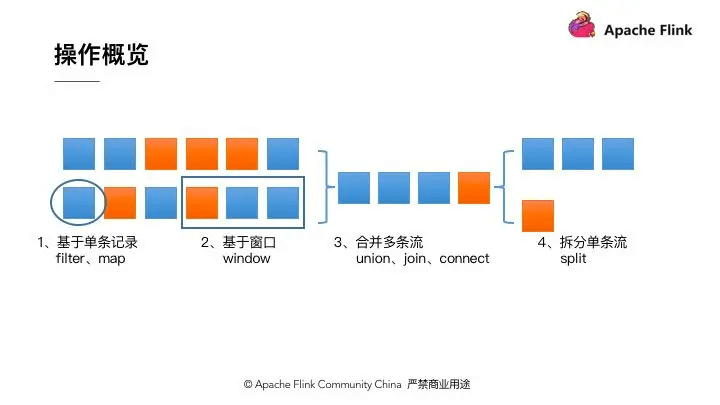 Apache Flink
操作概览
1、基于单条记录
filter、map
2、基于窗口
window
3、合并多条流
union、join、connect
4、拆分单条流
split
© Apache Flink Community China 严禁商业用途